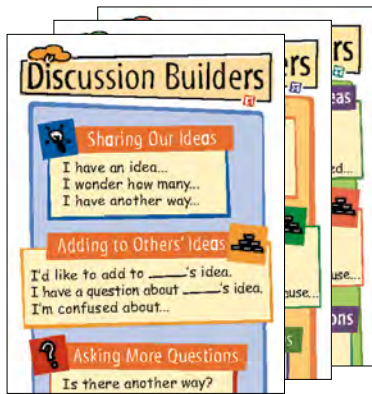 Discussion Builders
Sharing Our Ideas
I have an idea...
I wonder how many...
I have another way...
Adding to Others' Ideas
I'd like to add to _____'s idea.
I have a question about _____'s idea.
I'm confused about...
Asking More Questions
Is there another way?